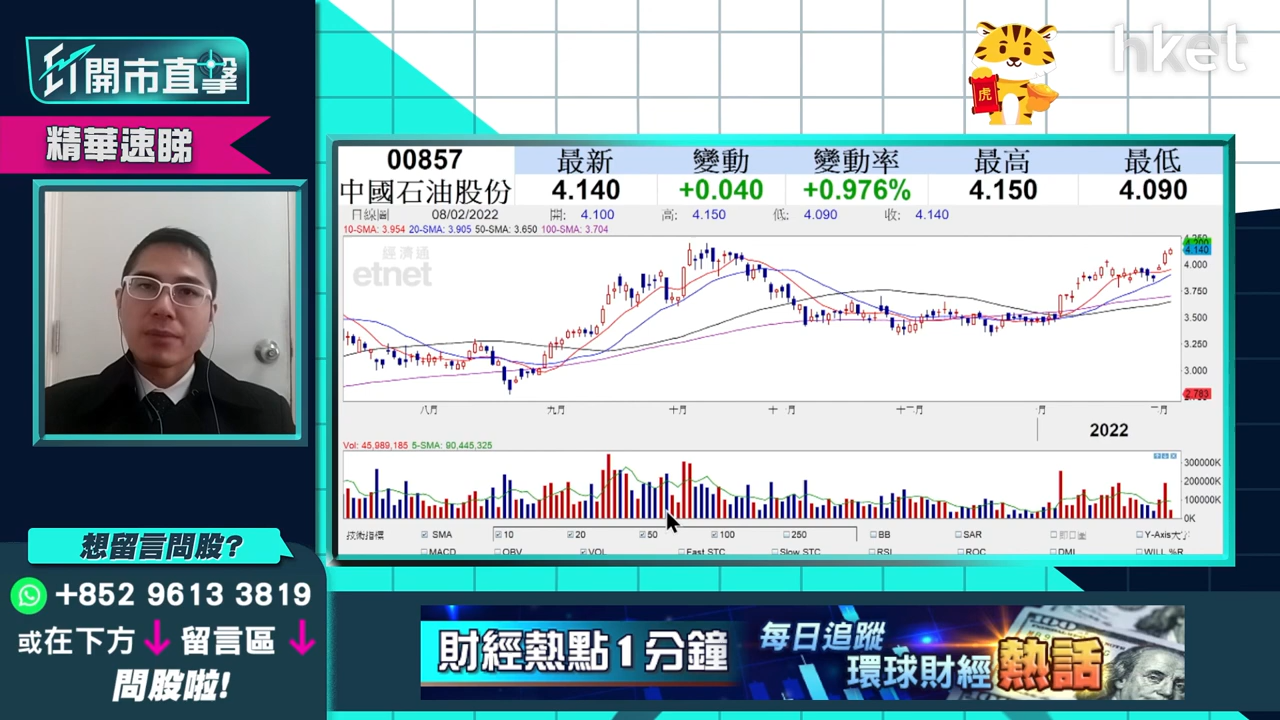 ET開市直擊
精華速睇
hket
虎
00857
中國石油股份
最新 變動 變動率 最高 最低
4.140 +0.040 +0.976% 4.150 4.090
日線圖 08/02/2022 開: 4.100 高: 4.150 低: 4.090 收: 4.140
10-SMA: 3.954 20-SMA: 3.905 50-SMA: 3.650 100-SMA: 3.704
經濟通
etnet
4.200
4.140
4.000
3.750
3.500
3.250
3.000
2.783
八月 九月 十月 十一月 十二月 一月 二月
2022
Vol: 45,989,185 5-SMA: 90,445,325
300000K
200000K
100000K
0K
技術指標 SMA 10 20 50 100 250 BB SAR Y-Axis大
MACD OBV VOL Fast STC Slow STC RSI ROC DMI WILL %R
想留言問股?
+852 9613 3819
或在下方↓留言區↓
問股啦!
財經熱點1分鐘
每日追蹤
環球財經熱話